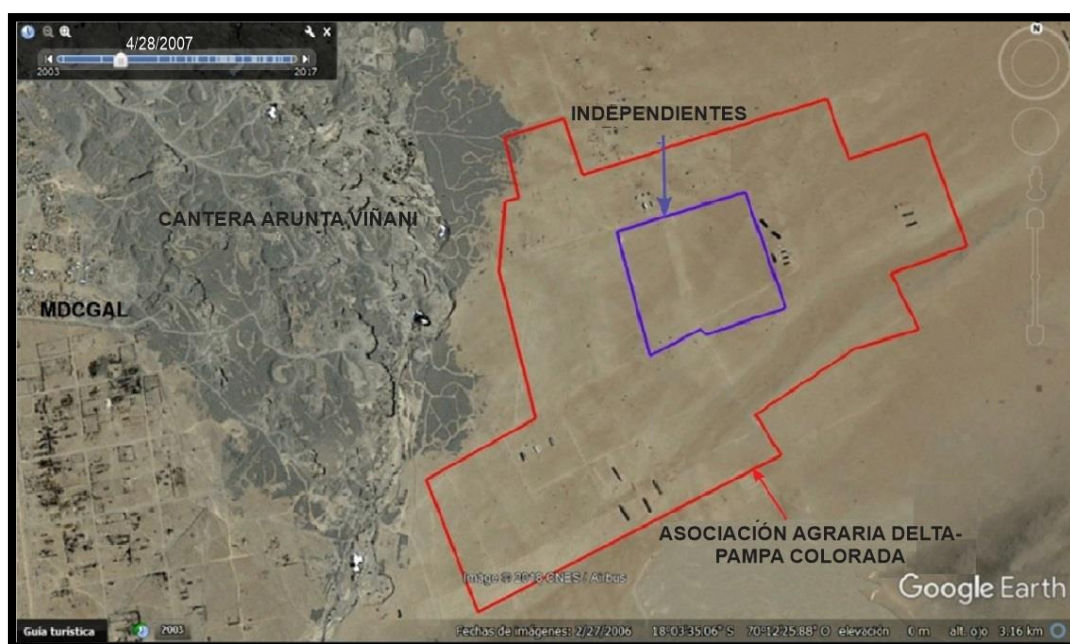 4/28/2007
2003
2017
N
INDEPENDIENTES
CANTERA ARUNTA VIÑANI
MDCGAL
ASOCIACIÓN AGRARIA DELTA-
PAMPA COLORADA
Image © 2018 CNES / Airbus
Google Earth
Guía turística
2003
Fechas de imágenes: 2/27/2006 18°03'35.06" S 70°12'25.88" O elevación 0 m alt. ojo 3.16 km